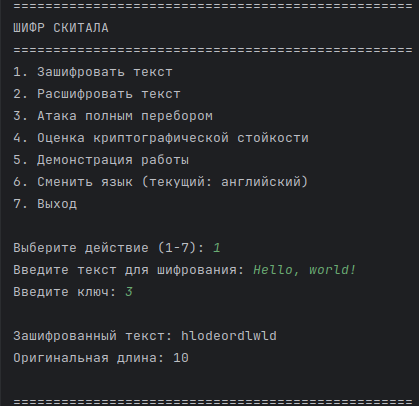 ==================================================
ШИФР СКИТАЛА
==================================================
1. Зашифровать текст
2. Расшифровать текст
3. Атака полным перебором
4. Оценка криптографической стойкости
5. Демонстрация работы
6. Сменить язык (текущий: английский)
7. Выход
Выберите действие (1-7): 1
Введите текст для шифрования: Hello, world!
Введите ключ: 3
Зашифрованный текст: hlodeordlwld
Оригинальная длина: 10
==================================================